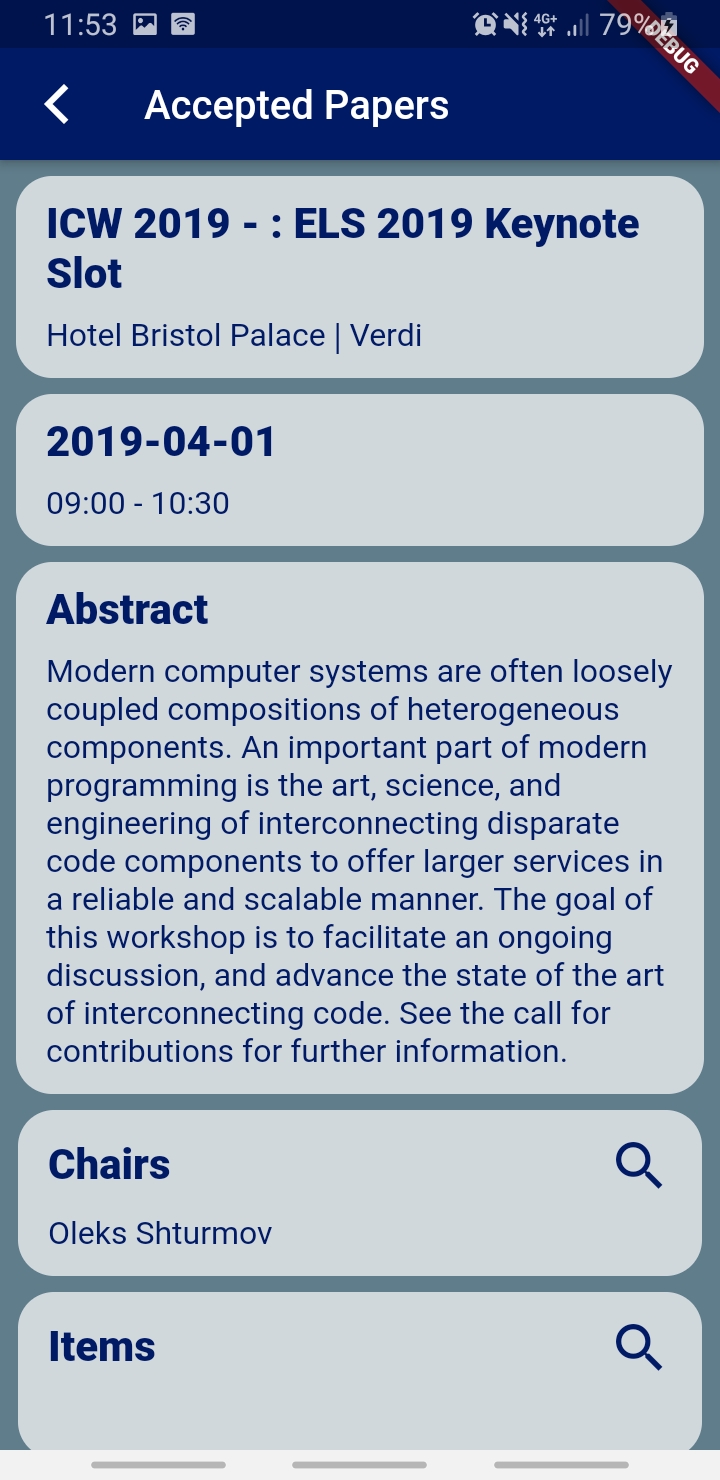 11:53
4G+
79%
DEBUG
Accepted Papers
ICW 2019 - : ELS 2019 Keynote
Slot
Hotel Bristol Palace | Verdi
2019-04-01
09:00 - 10:30
Abstract
Modern computer systems are often loosely
coupled compositions of heterogeneous
components. An important part of modern
programming is the art, science, and
engineering of interconnecting disparate
code components to offer larger services in
a reliable and scalable manner. The goal of
this workshop is to facilitate an ongoing
discussion, and advance the state of the art
of interconnecting code. See the call for
contributions for further information.
Chairs
Oleks Shturmov
Items